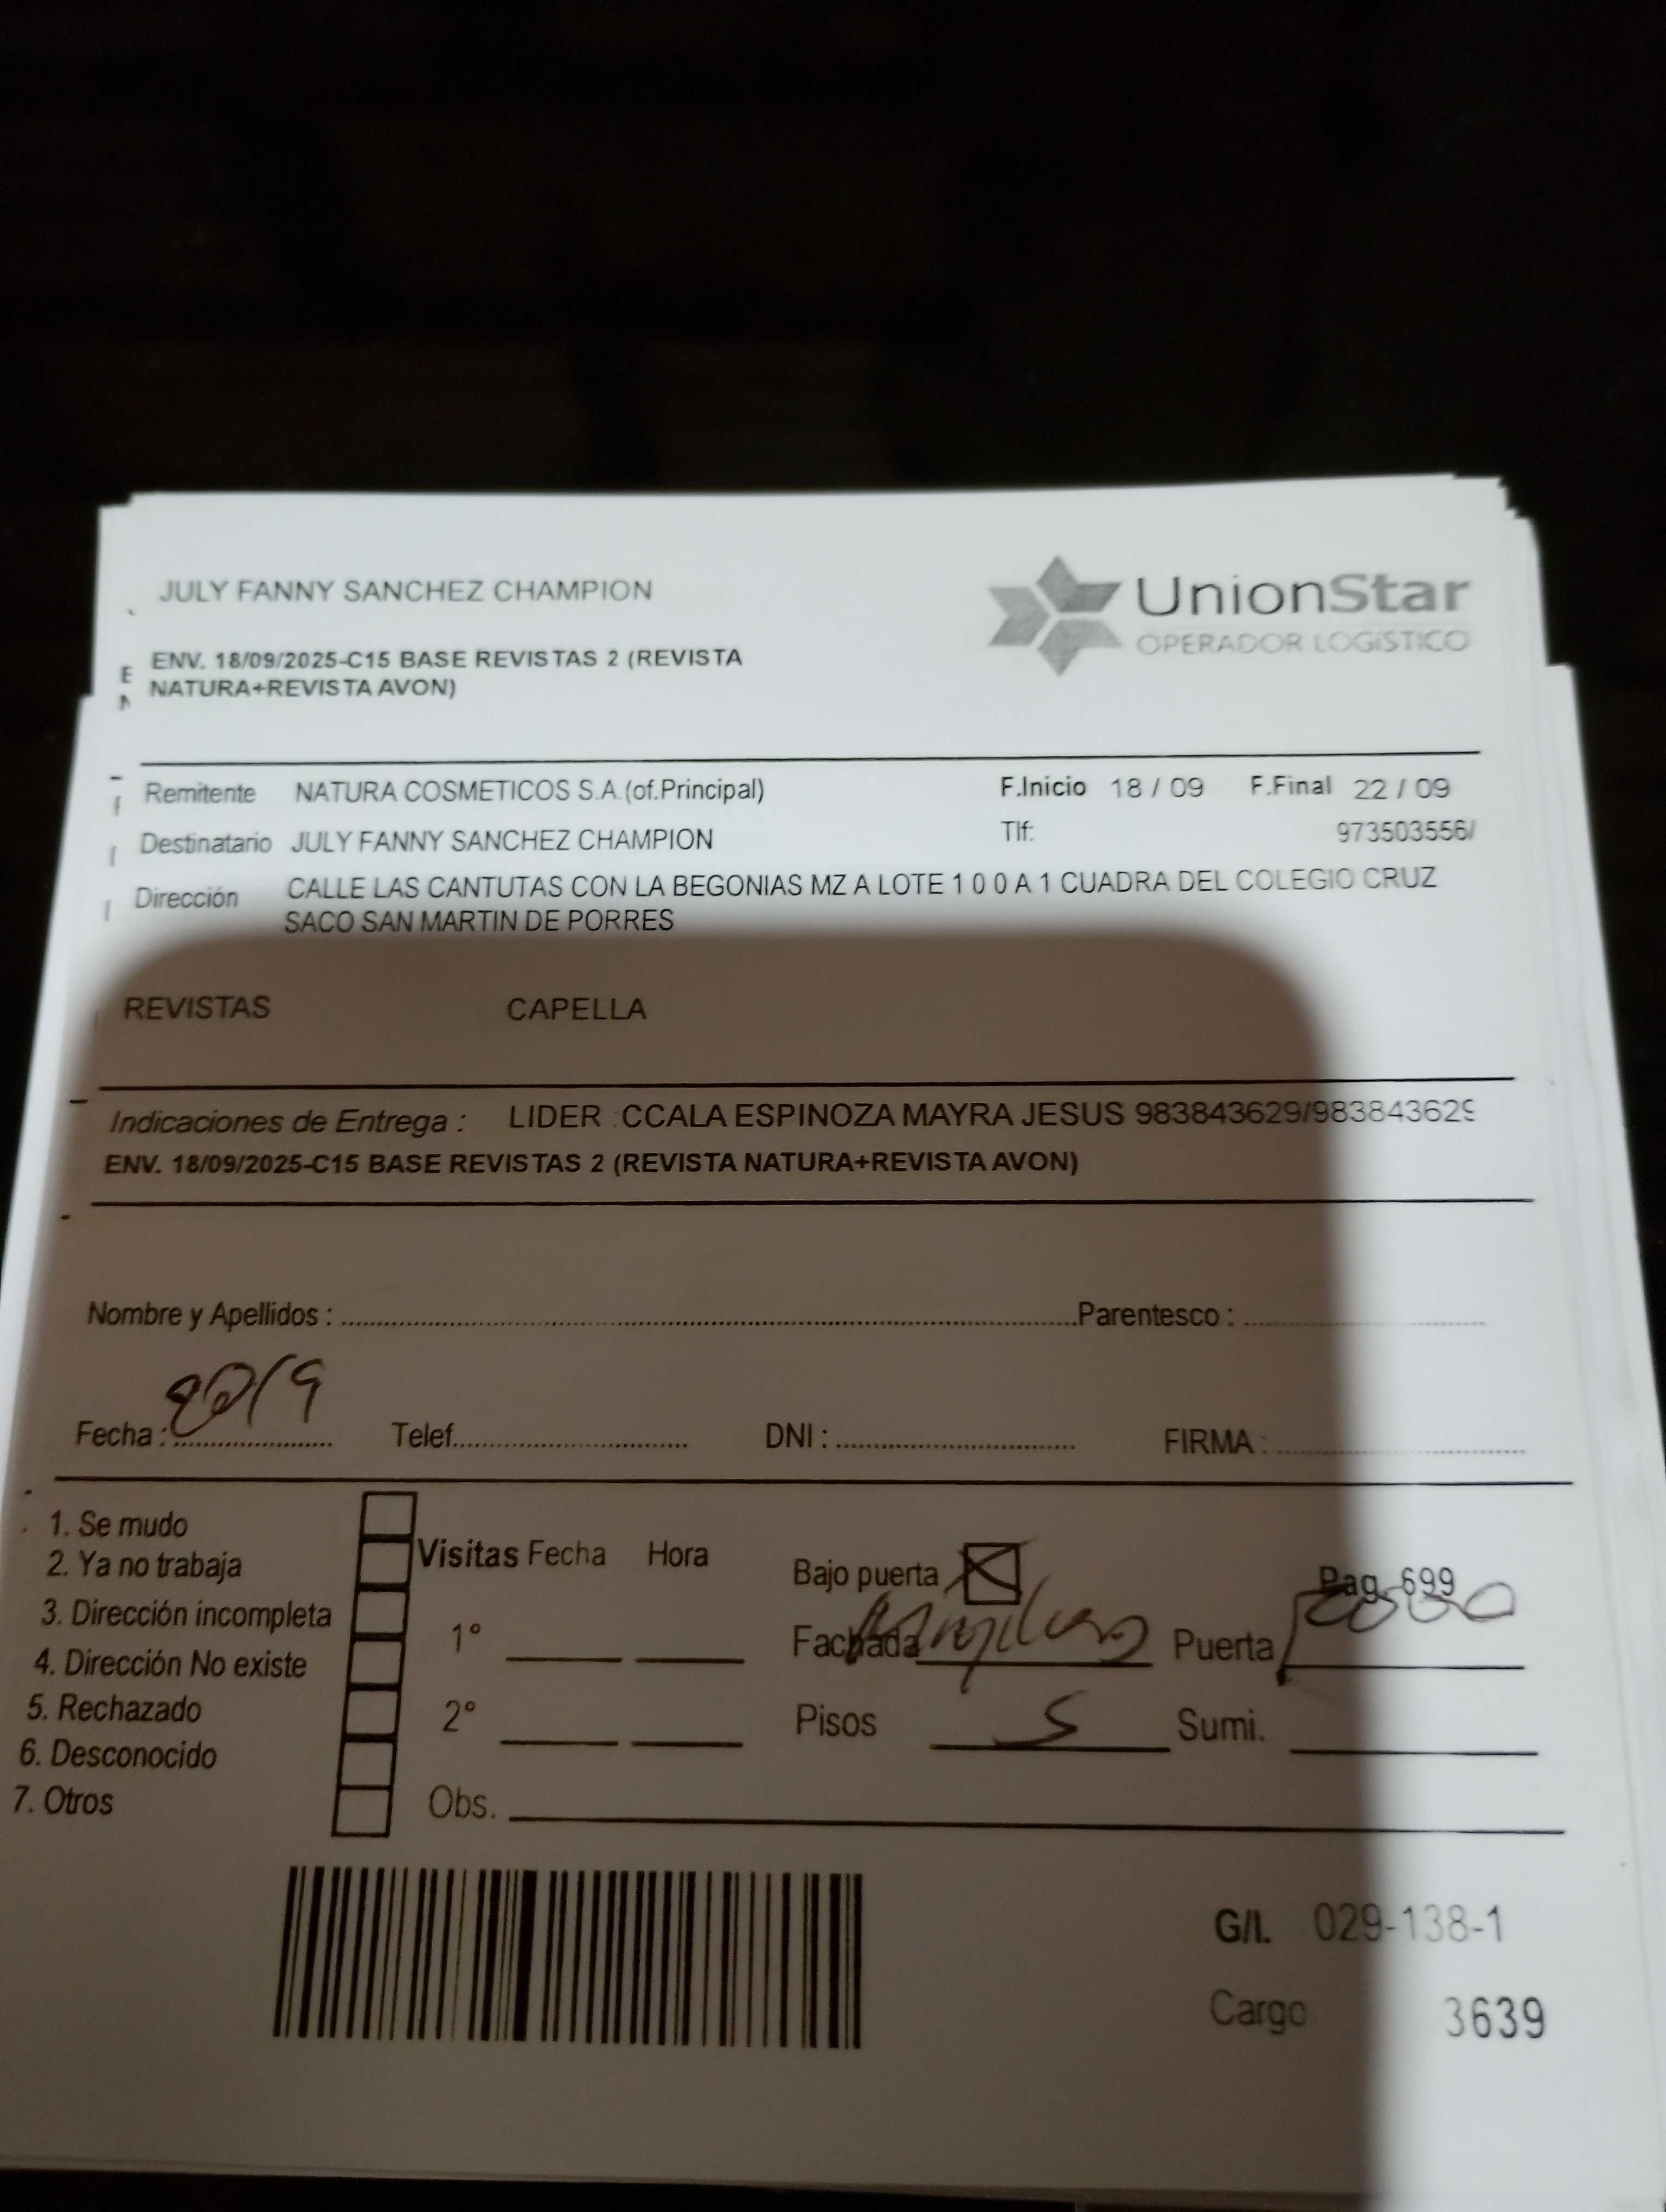 JULY FANNY SANCHEZ CHAMPION
UnionStar
OPERADOR LOGÍSTICO
ENV. 18/09/2025-C15 BASE REVISTAS 2 (REVISTA
NATURA+REVISTA AVON)
Remitente NATURA COSMETICOS S.A.(of.Principal) F.Inicio 18 / 09 F.Final 22 / 09
Destinatario JULY FANNY SANCHEZ CHAMPION Tlf: 973503556/
Dirección CALLE LAS CANTUTAS CON LA BEGONIAS MZ A LOTE 1 0 0 A 1 CUADRA DEL COLEGIO CRUZ
SACO SAN MARTIN DE PORRES
REVISTAS CAPELLA
Indicaciones de Entrega : LIDER :CCALA ESPINOZA MAYRA JESUS 983843629/983843629
ENV. 18/09/2025-C15 BASE REVISTAS 2 (REVISTA NATURA+REVISTA AVON)
Nombre y Apellidos : Parentesco :
Fecha : Telef. DNI : FIRMA :
1. Se mudo
2. Ya no trabaja
3. Dirección incompleta
4. Dirección No existe
5. Rechazado
6. Desconocido
7. Otros
Visitas Fecha Hora
1°
2°
Obs.
Bajo puerta
Fachada Puerta
Pisos 5 Sumi.
Pag. 699
G/I. 029-138-1
Cargo 3639